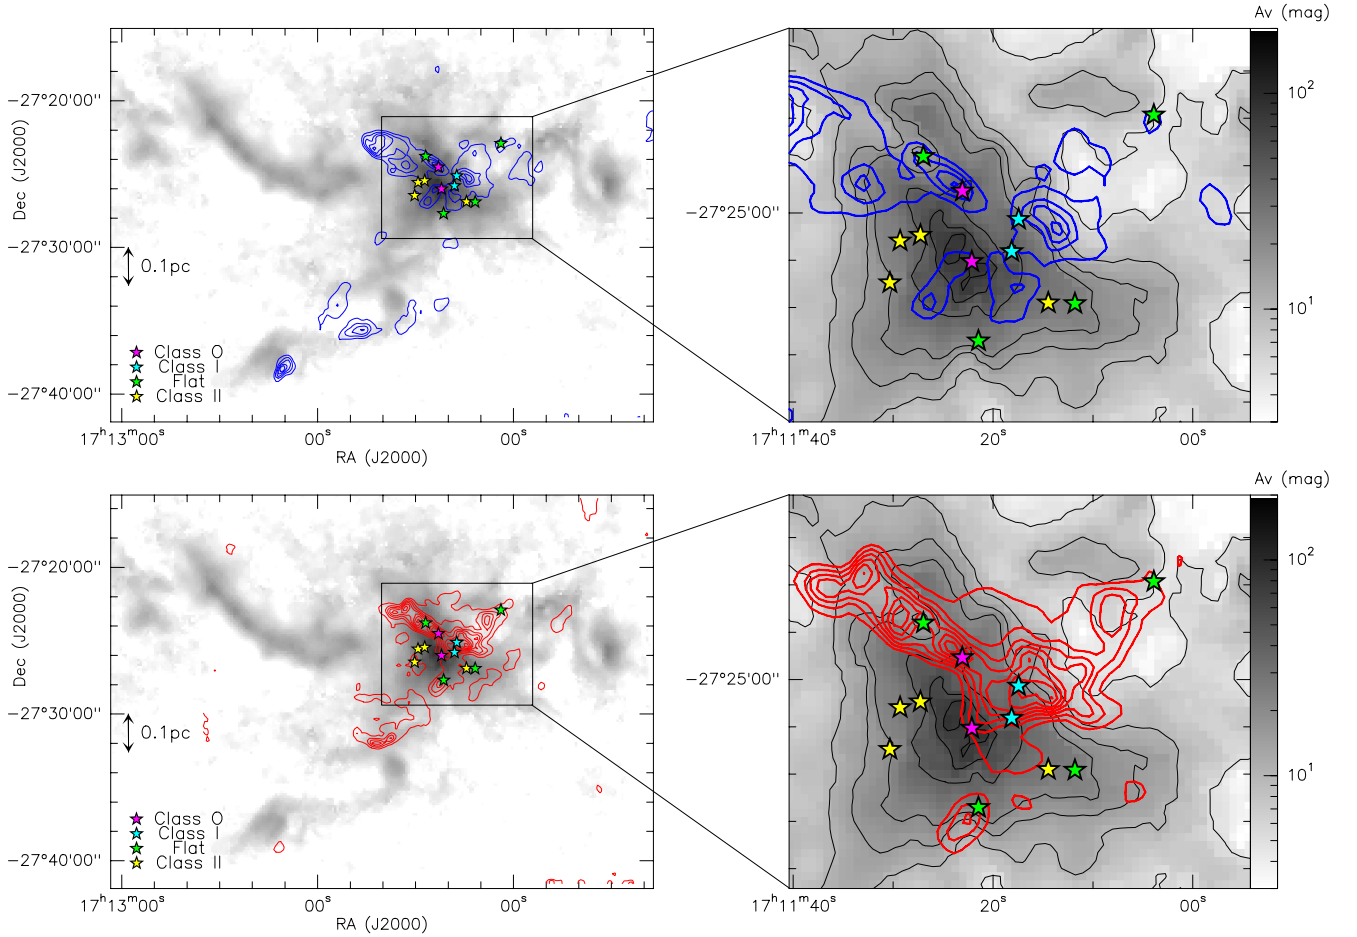 Av (mag)
−27°20'00''
10²
Dec (J2000)
−27°25'00''
−27°30'00''
0.1pc
10¹
Class 0
Class I
Flat
Class II
−27°40'00''
17ʰ13ᵐ00ˢ 00ˢ 00ˢ
17ʰ11ᵐ40ˢ 20ˢ 00ˢ
RA (J2000)
Av (mag)
−27°20'00''
10²
Dec (J2000)
−27°25'00''
−27°30'00''
0.1pc
10¹
Class 0
Class I
Flat
Class II
−27°40'00''
17ʰ13ᵐ00ˢ 00ˢ 00ˢ
17ʰ11ᵐ40ˢ 20ˢ 00ˢ
RA (J2000)